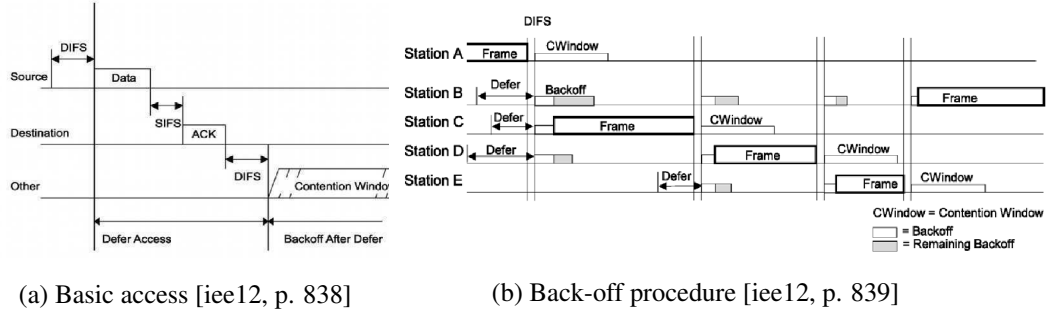 DIFS
Source
Data
SIFS
Destination
ACK
DIFS
Other
Contention Window
Defer Access
Backoff After Defer
(a) Basic access [iee12, p. 838]
DIFS
Station A
Frame
CWindow
Station B
Defer
Backoff
Frame
Station C
Defer
Frame
CWindow
Station D
Defer
Frame
CWindow
Station E
Defer
Frame
CWindow
CWindow = Contention Window
= Backoff
= Remaining Backoff
(b) Back-off procedure [iee12, p. 839]